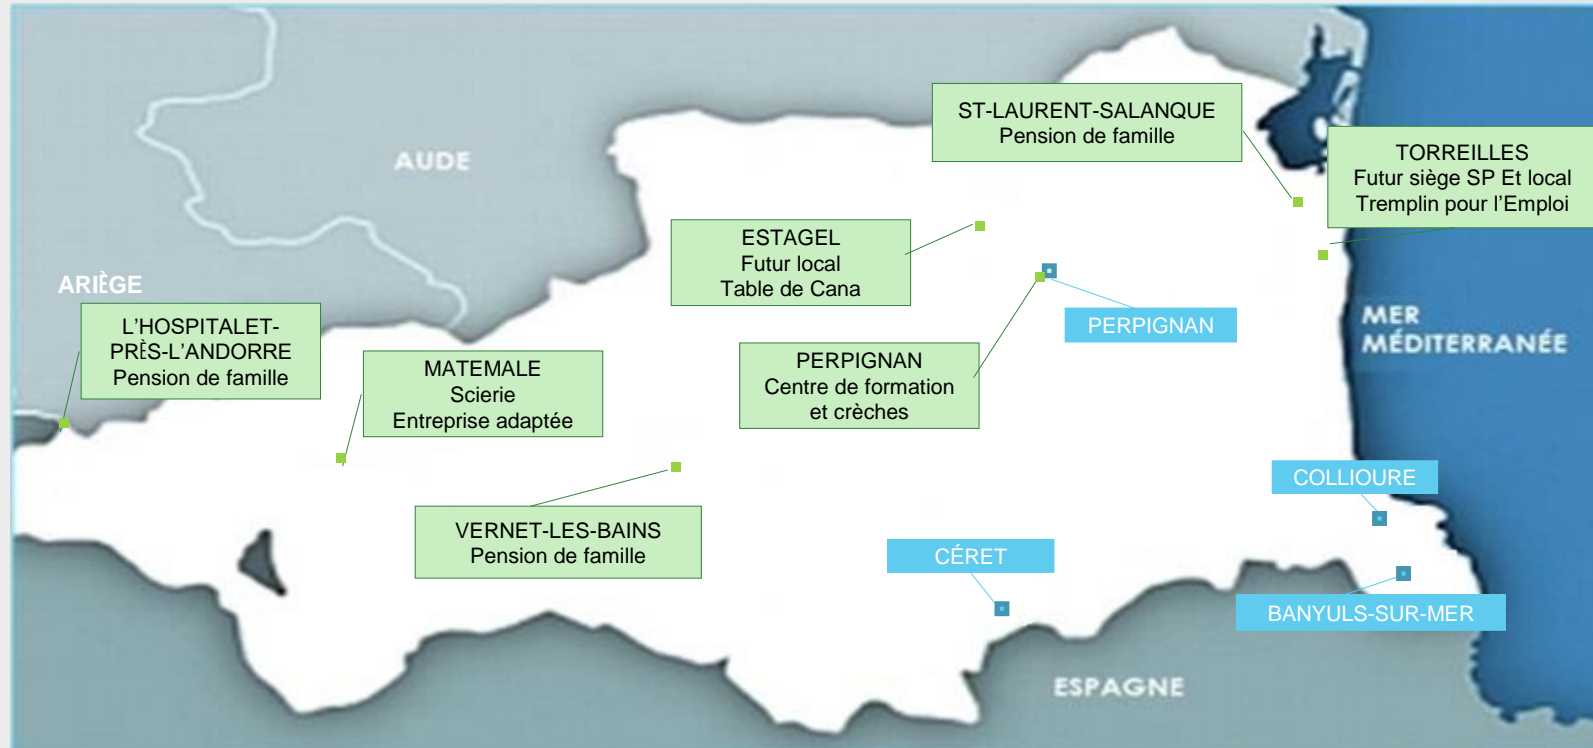 AUDE
ARIÈGE
ST-LAURENT-SALANQUE
Pension de famille
TORREILLES
Futur siège SP Et local
Tremplin pour l'Emploi
ESTAGEL
Futur local
Table de Cana
PERPIGNAN
MER
MÉDITERRANÉE
L'HOSPITALET-
PRÈS-L'ANDORRE
Pension de famille
MATEMALE
Scierie
Entreprise adaptée
PERPIGNAN
Centre de formation
et crèches
COLLIOURE
VERNET-LES-BAINS
Pension de famille
CÉRET
BANYULS-SUR-MER
ESPAGNE